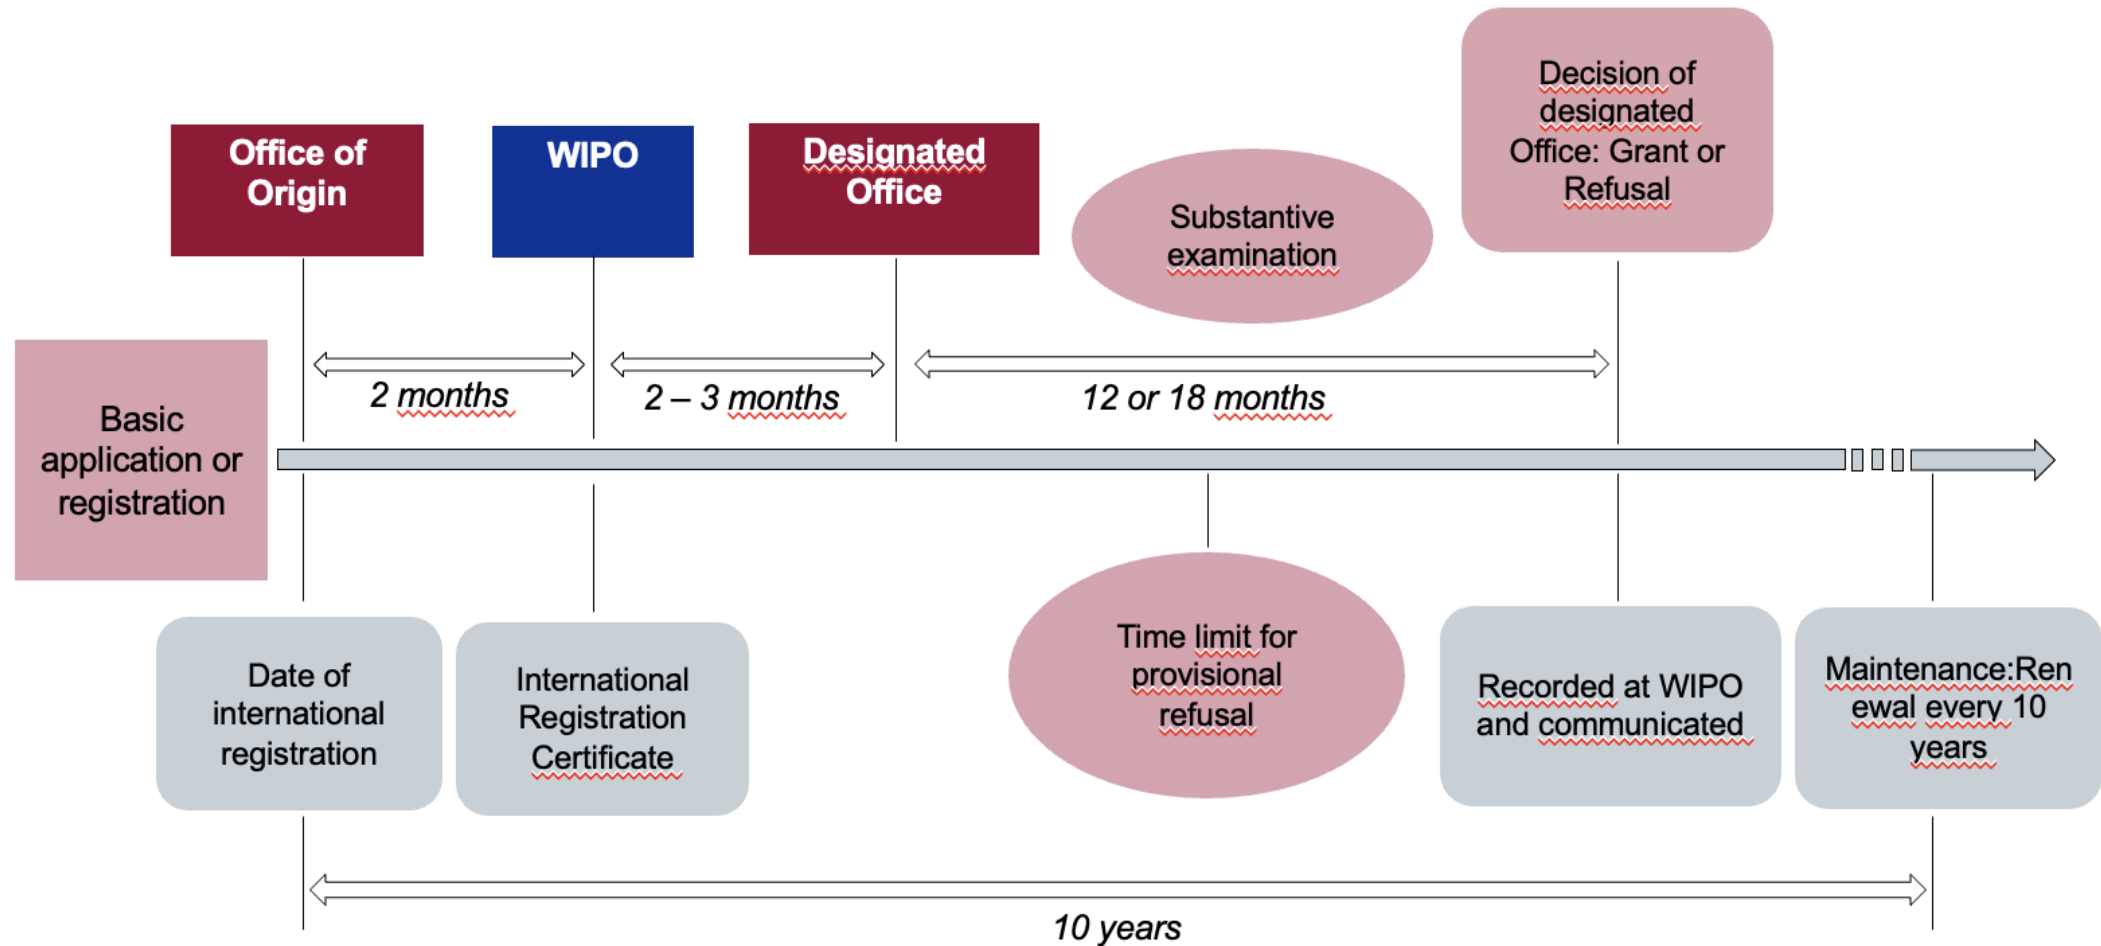 Office of
Origin
WIPO
Designated
Office
Substantive
examination
Decision of
designated
Office: Grant or
Refusal
2 months
2 – 3 months
12 or 18 months
Basic
application or
registration
Date of
international
registration
International
Registration
Certificate
Time limit for
provisional
refusal
Recorded at WIPO
and communicated
Maintenance:Ren
ewal every 10
years
10 years